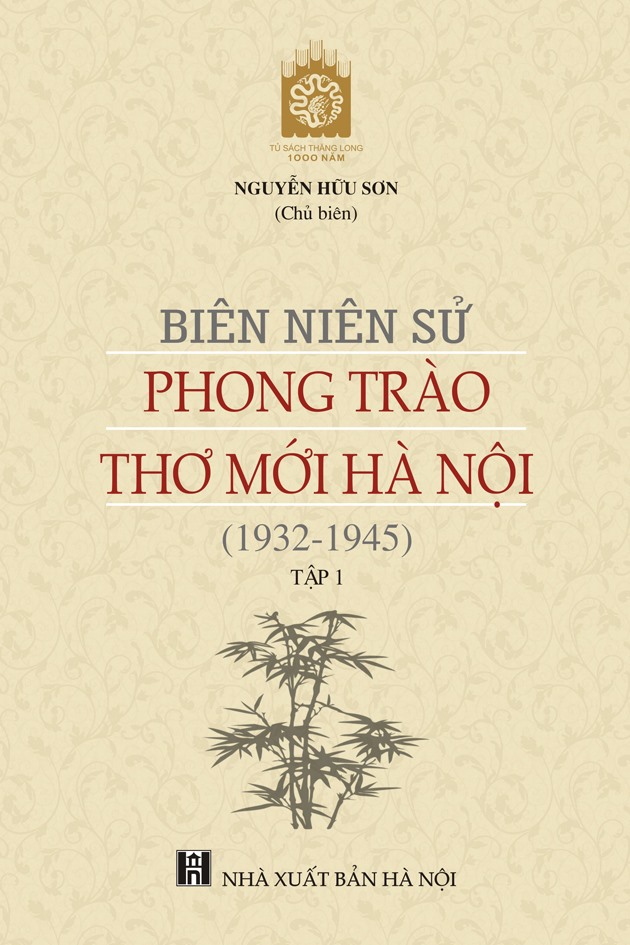 TỦ SÁCH THĂNG LONG
1000 NĂM
NGUYỄN HỮU SƠN
(Chủ biên)
BIÊN NIÊN SỬ
PHONG TRÀO
THƠ MỚI HÀ NỘI
(1932-1945)
TẬP 1
NHÀ XUẤT BẢN HÀ NỘI